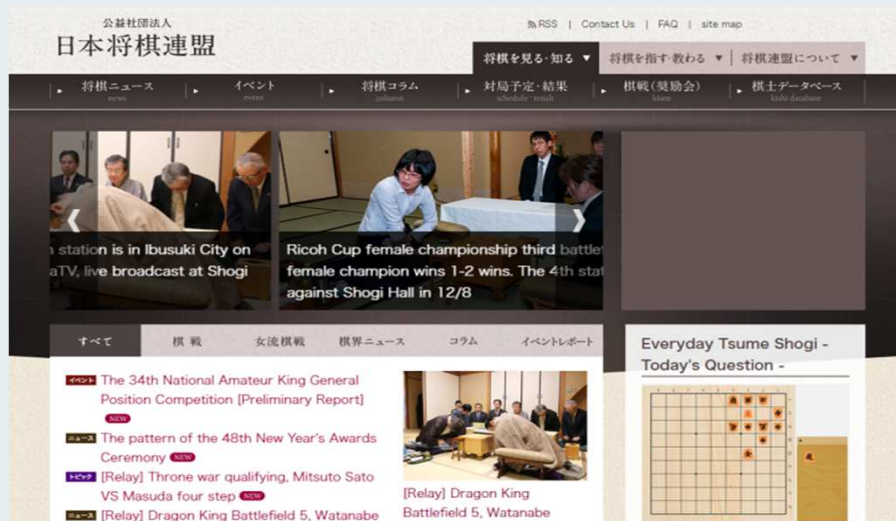 公益社団法人
日本将棋連盟
RSS | Contact Us | FAQ | site map
将棋を見る·知る ▼ 将棋を指す·教わる ▼ | 将棋連盟について ▼
将棋ニュース イベント 将棋コラム 対局予定·結果 棋戦(奨励会) 棋士データベース
news event column schedule · result kisen kishi database
station is in Ibusuki City on
aTV, live broadcast at Shogi
Ricoh Cup female championship third battle
female champion wins 1-2 wins. The 4th stat
against Shogi Hall in 12/8
すべて 棋戦 女流棋戦 棋界ニュース コラム イベントレポート
イベント The 34th National Amateur King General
Position Competition [Preliminary Report]
NEW
ニュース The pattern of the 48th New Year's Awards
Ceremony NEW
トピック [Relay] Throne war qualifying, Mitsuto Sato
VS Masuda four step NEW
ニュース [Relay] Dragon King Battlefield 5, Watanabe
[Relay] Dragon King
Battlefield 5, Watanabe
Everyday Tsume Shogi -
Today's Question -